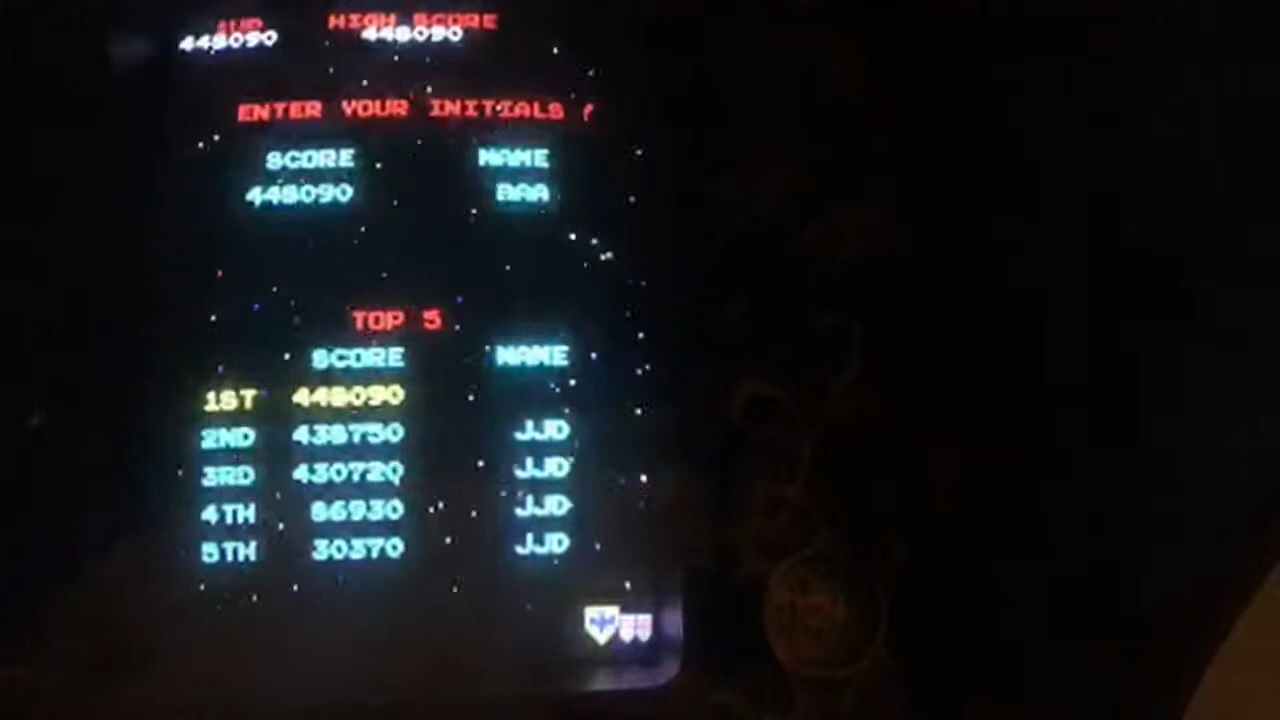 1UP HIGH SCORE
448090 448090
ENTER YOUR INITIALS !
SCORE NAME
448090 BAA
TOP 5
SCORE NAME
1ST 448090
2ND 438750 JJD
3RD 430720 JJD
4TH 86930 JJD
5TH 30370 JJD